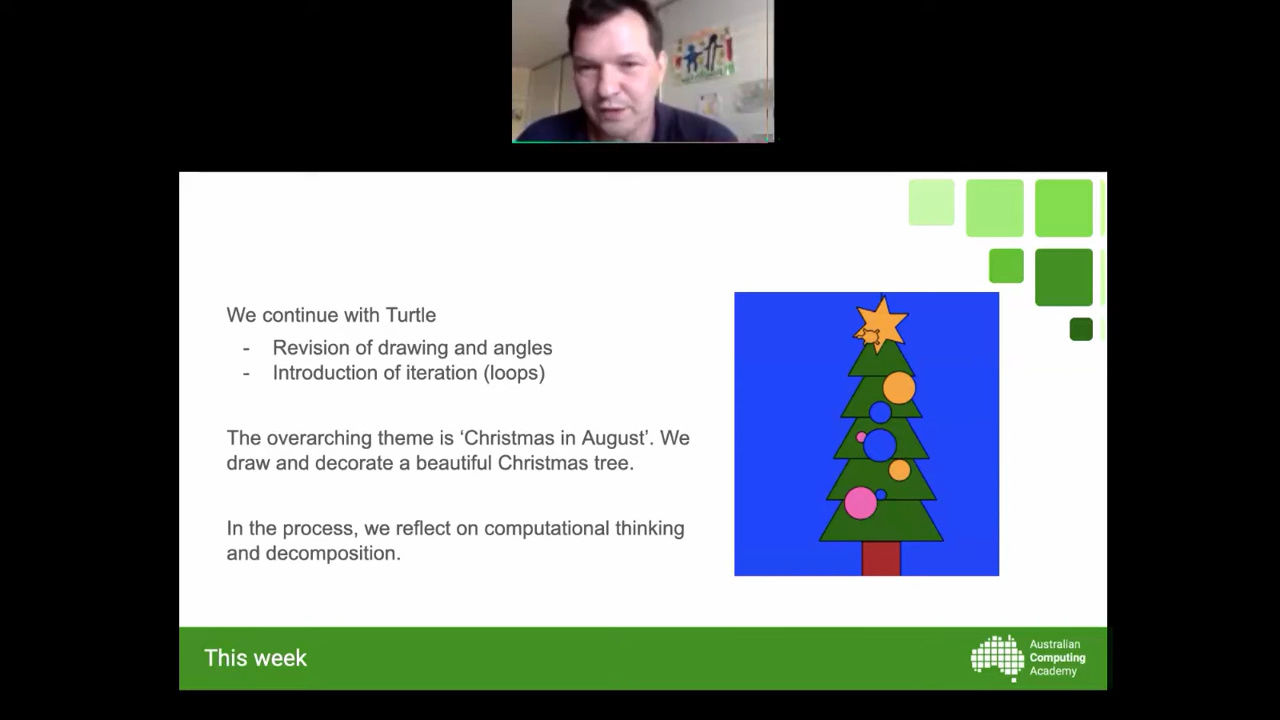 We continue with Turtle
- Revision of drawing and angles
- Introduction of iteration (loops)
The overarching theme is ‘Christmas in August’. We
draw and decorate a beautiful Christmas tree.
In the process, we reflect on computational thinking
and decomposition.
This week
Australian
Computing
Academy